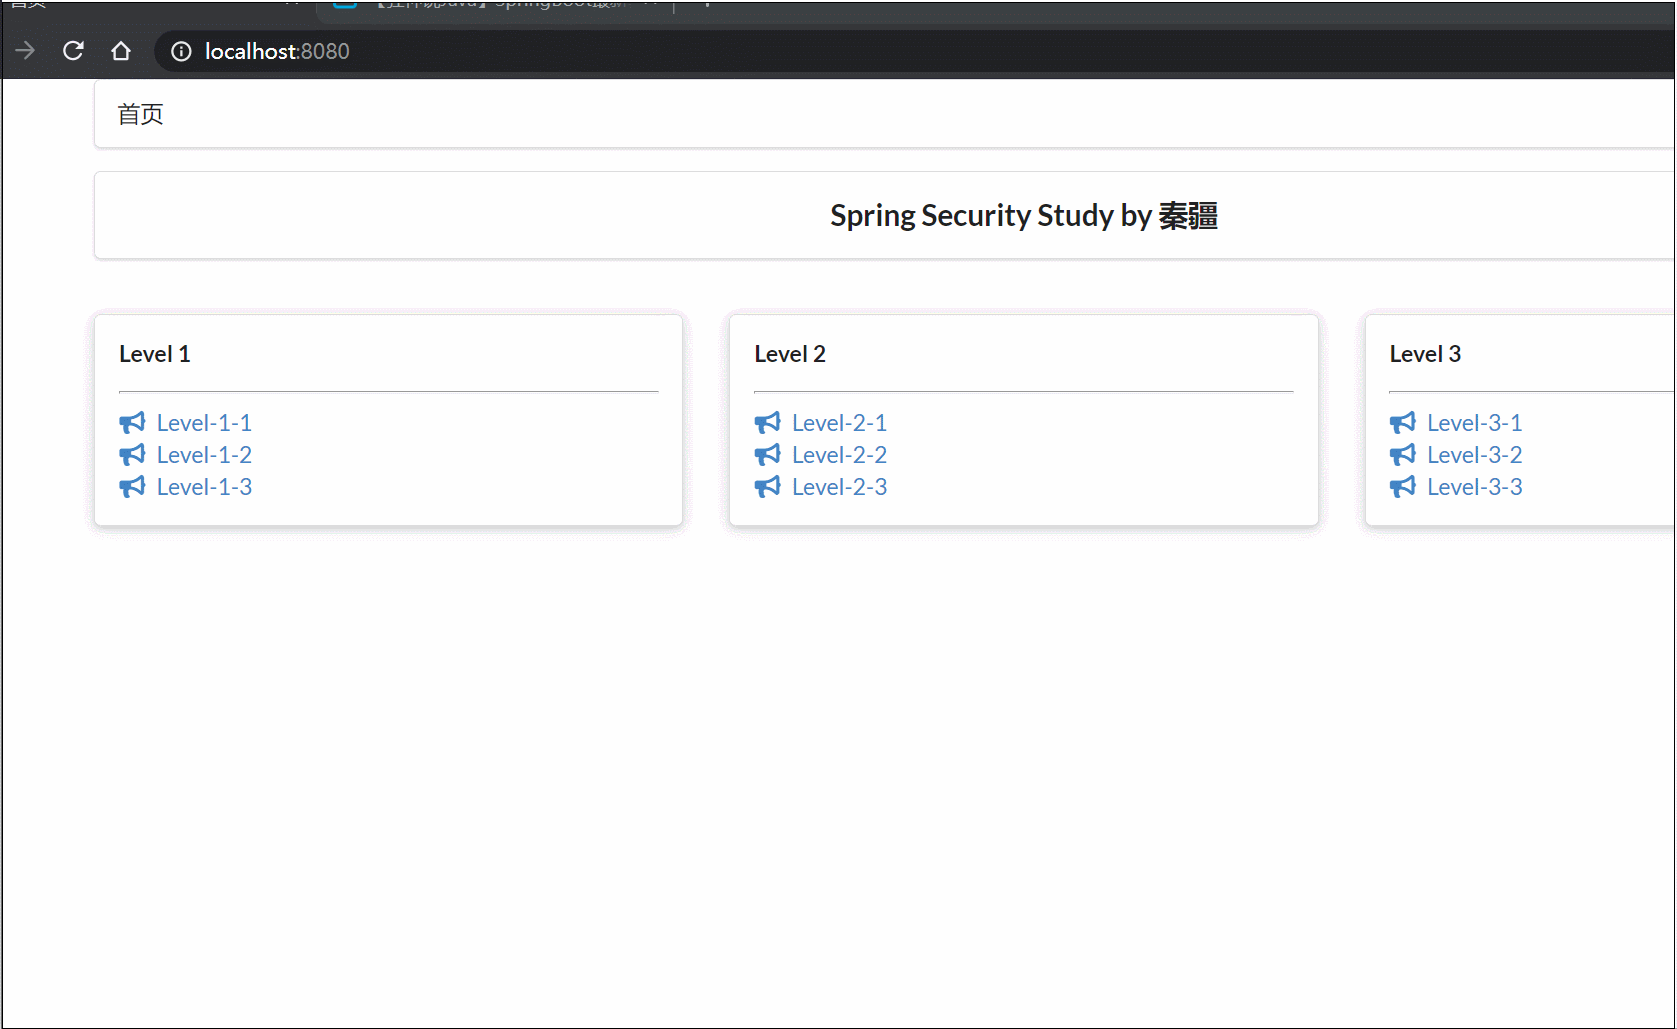 首页
localhost:8080
首页
Spring Security Study by 秦疆
Level 1
Level-1-1
Level-1-2
Level-1-3
Level 2
Level-2-1
Level-2-2
Level-2-3
Level 3
Level-3-1
Level-3-2
Level-3-3